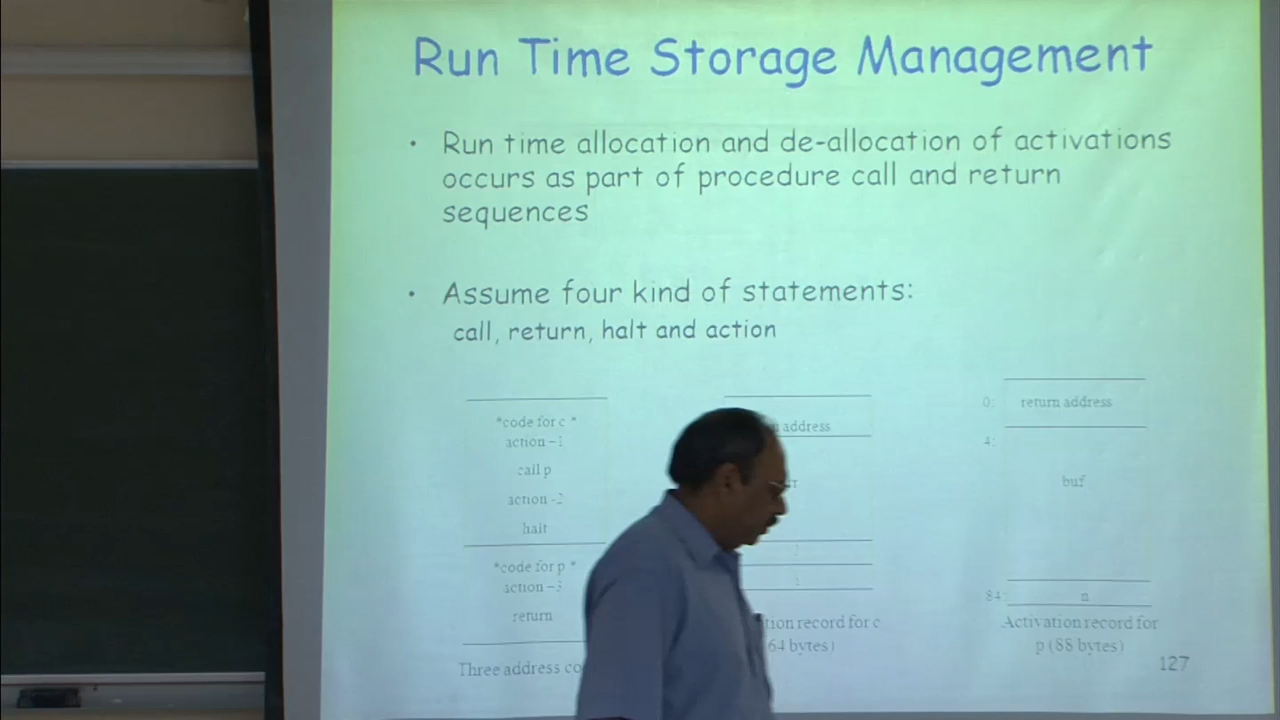 Run Time Storage Management
• Run time allocation and de-allocation of activations
occurs as part of procedure call and return
sequences
• Assume four kind of statements:
call, return, halt and action
*code for c *
action-1
call p
action -2
halt
*code for p *
action-3
return
Three address
address
record for c
64 bytes)
0: return address
4:
buf
84: n
Activation record for
p (88 bytes)
127